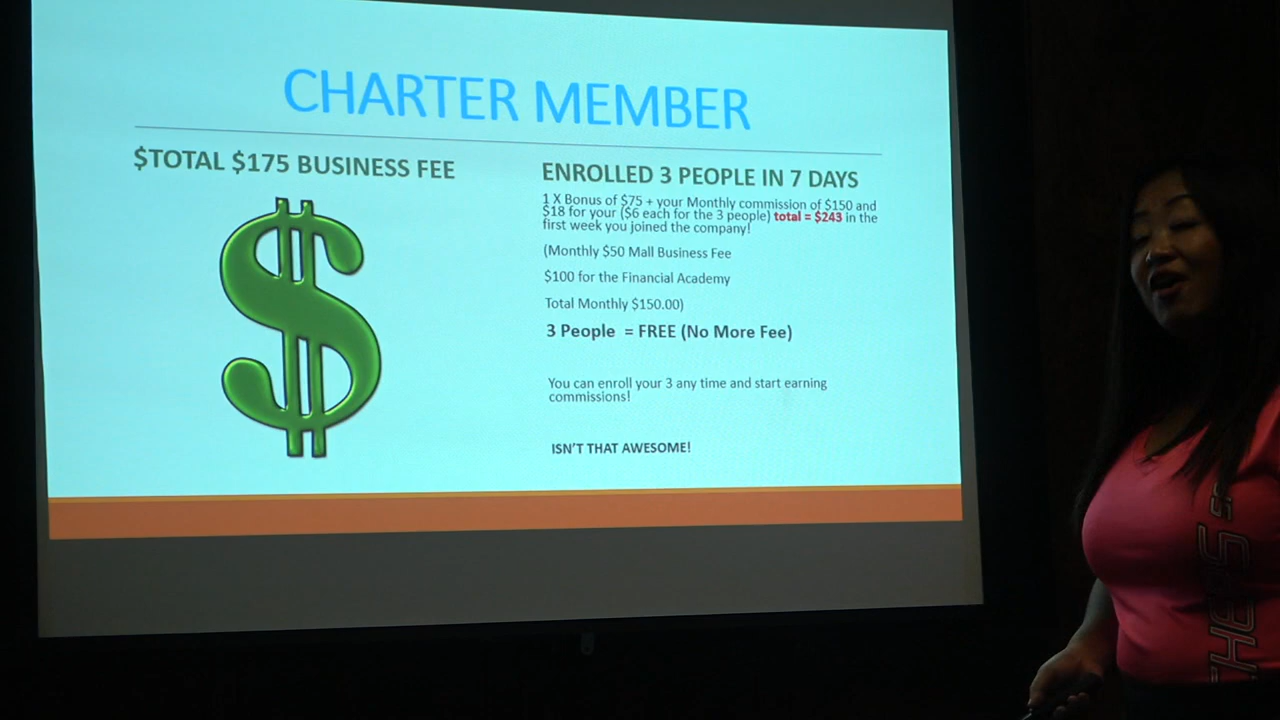 CHARTER MEMBER
$TOTAL $175 BUSINESS FEE
ENROLLED 3 PEOPLE IN 7 DAYS
1 X Bonus of $75 + your Monthly commission of $150 and
$18 for your ($6 each for the 3 people) total = $243 in the
first week you joined the company!
(Monthly $50 Mall Business Fee
$100 for the Financial Academy
Total Monthly $150.00)
3 People = FREE (No More Fee)
You can enroll your 3 any time and start earning
commissions!
ISN'T THAT AWESOME!